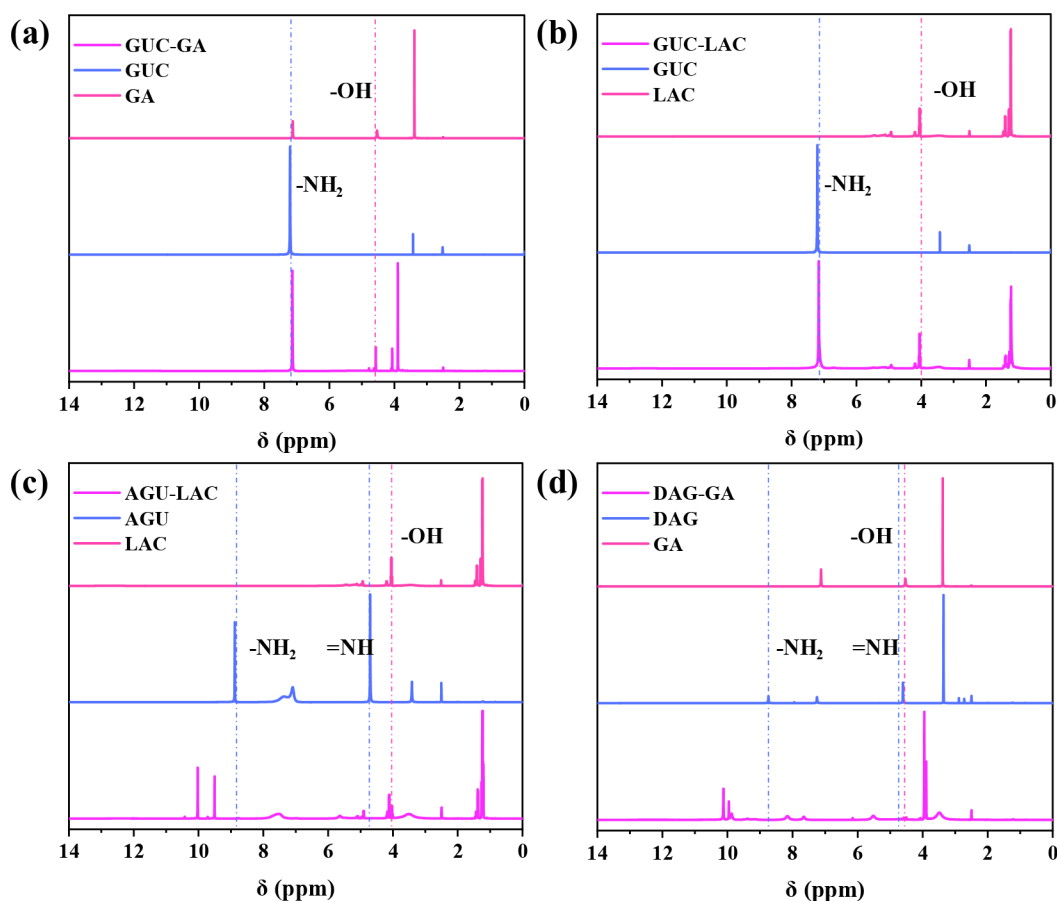 (a)
GUC-GA
GUC
GA
-OH
-NH₂
14 12 10 8 6 4 2 0
δ (ppm)
(b)
GUC-LAC
GUC
LAC
-OH
-NH₂
14 12 10 8 6 4 2 0
δ (ppm)
(c)
AGU-LAC
AGU
LAC
-OH
-NH₂ =NH
14 12 10 8 6 4 2 0
δ (ppm)
(d)
DAG-GA
DAG
GA
-OH
-NH₂ =NH
14 12 10 8 6 4 2 0
δ (ppm)